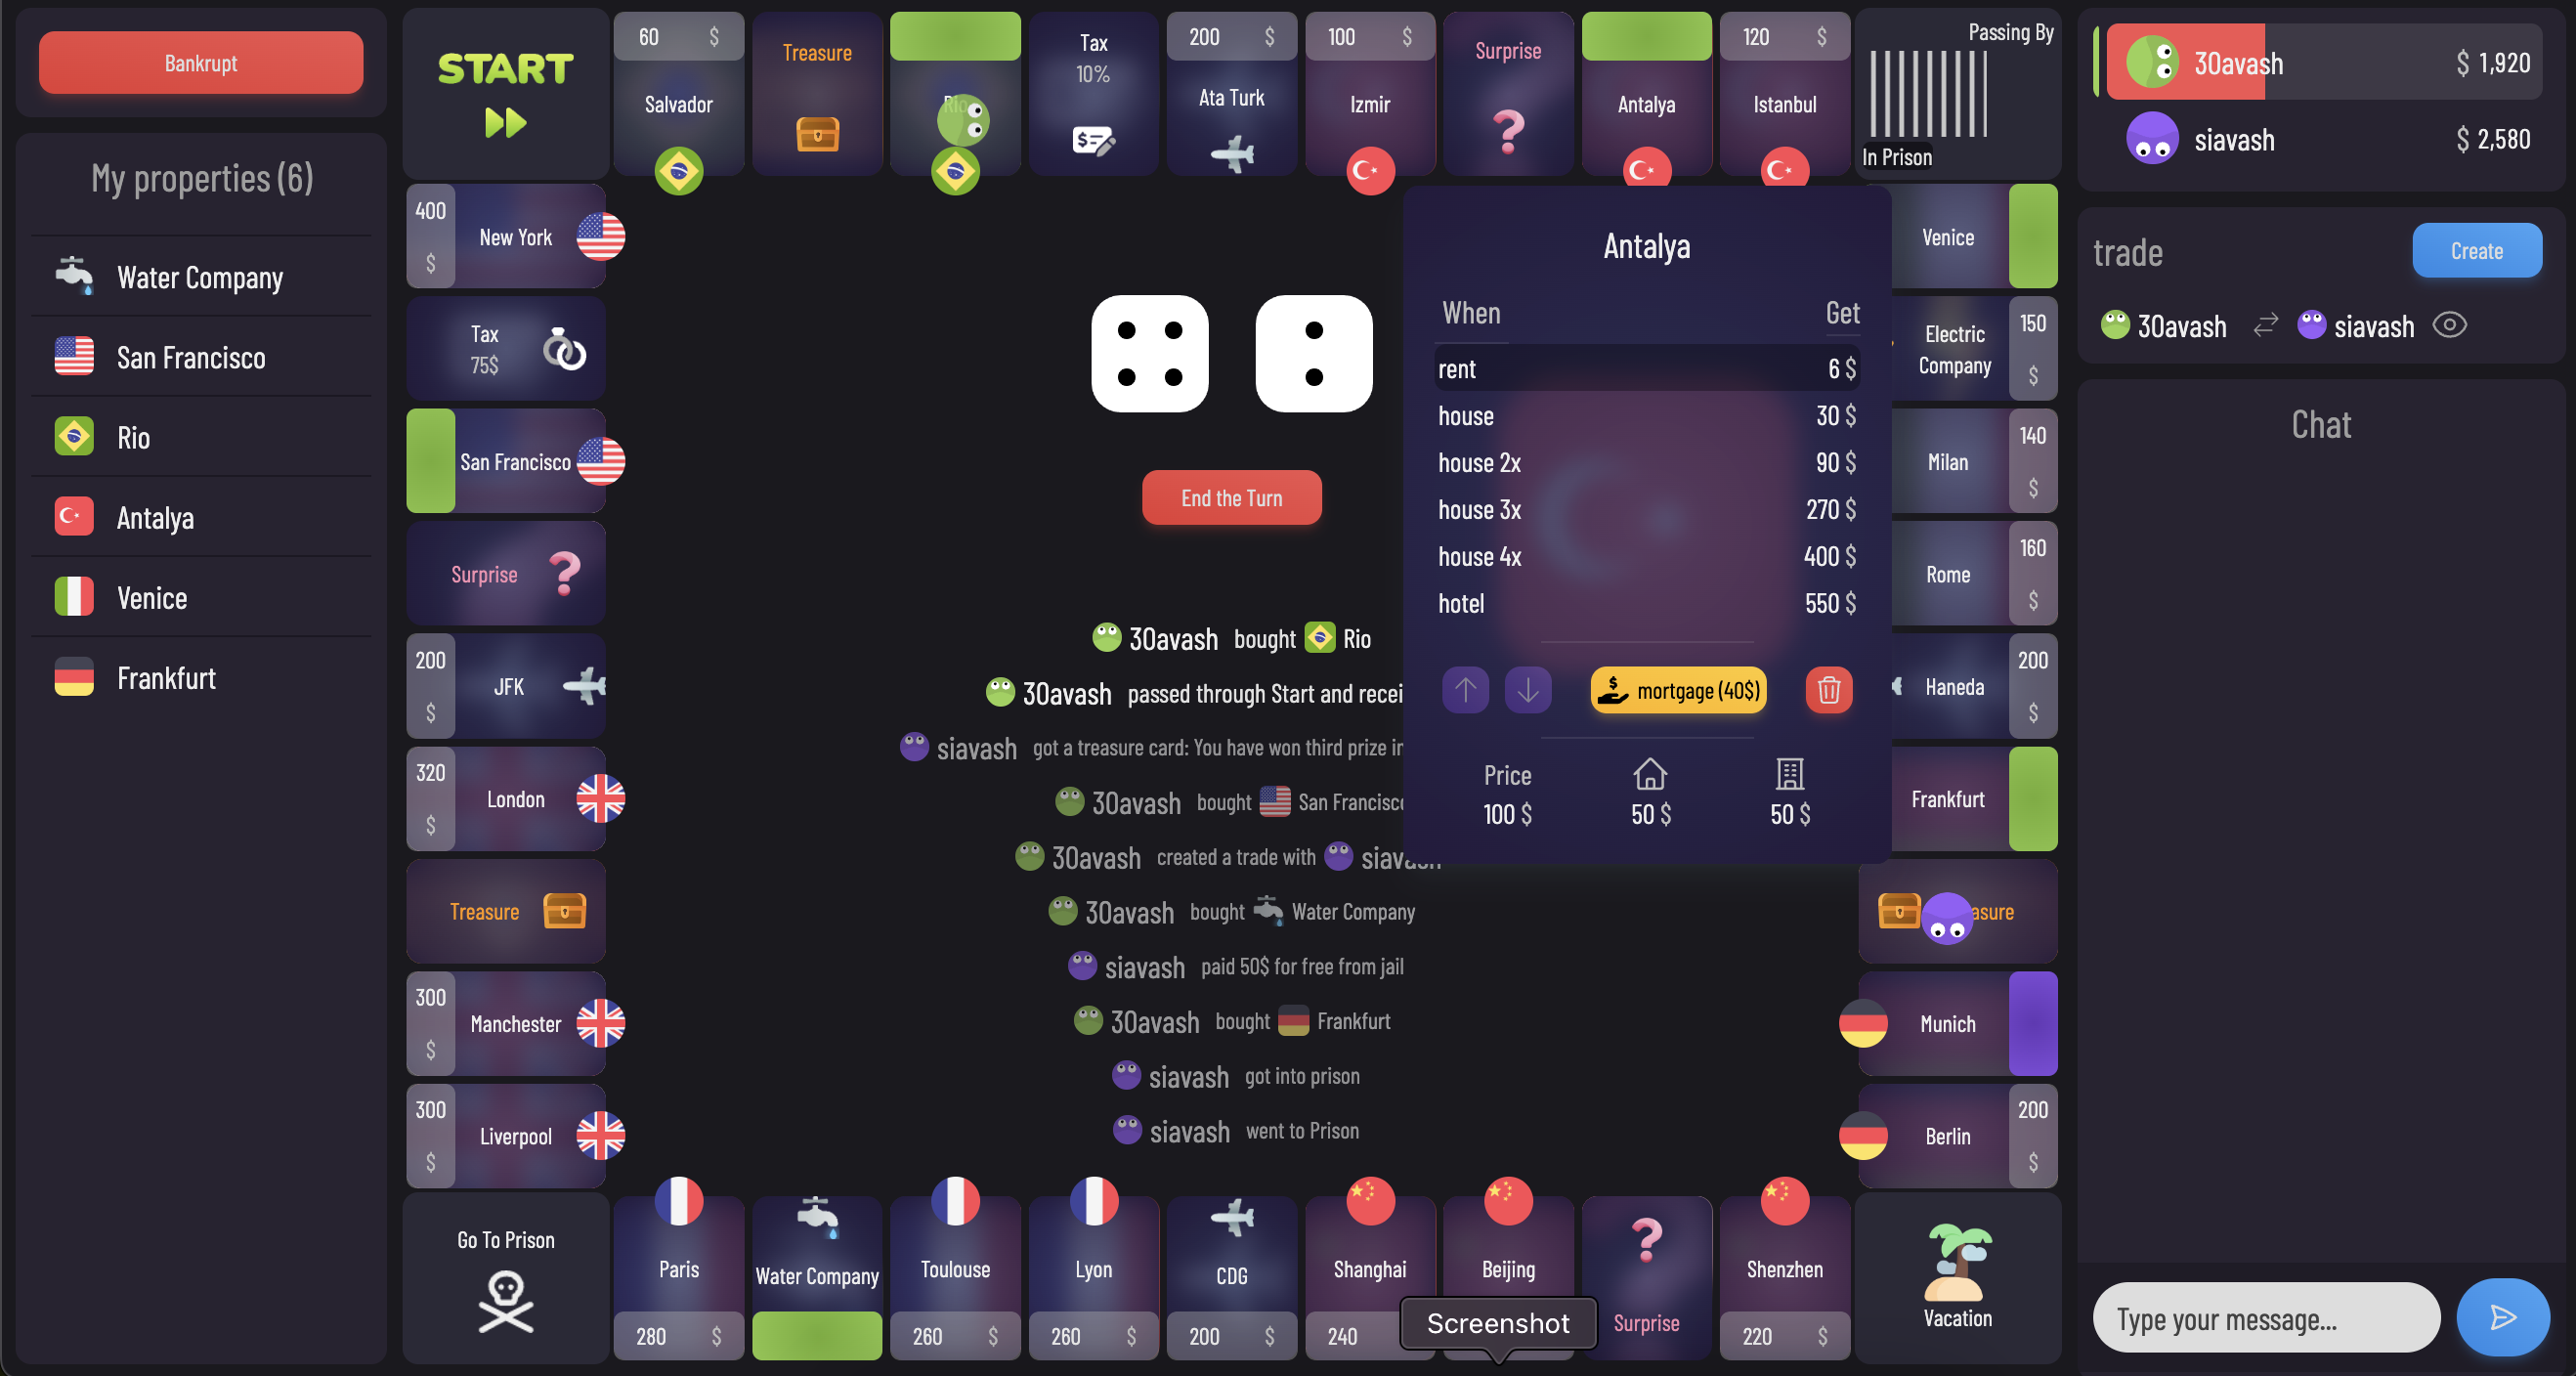 Bankrupt
My properties (6)
Water Company
San Francisco
Rio
Antalya
Venice
Frankfurt
START
60 $
Salvador
Treasure
Tax
10%
200 $
Ata Turk
100 $
Izmir
Surprise
Antalya
120 $
Istanbul
Passing By
In Prison
400
$
New York
Tax
75$
San Francisco
Surprise
200
$
JFK
320
$
London
Treasure
300
$
Manchester
300
$
Liverpool
Go To Prison
End the Turn
30avash bought Rio
30avash passed through Start and recei
siavash got a treasure card: You have won third prize in
30avash bought San Francisco
30avash created a trade with siavash
30avash bought Water Company
siavash paid 50$ for free from jail
30avash bought Frankfurt
siavash got into prison
siavash went to Prison
Antalya
When Get
rent 6 $
house 30 $
house 2x 90 $
house 3x 270 $
house 4x 400 $
hotel 550 $
mortgage (40$)
Price
100 $
50 $
50 $
Venice
Electric
Company
150
$
Milan
140
$
Rome
160
$
Haneda
200
$
Frankfurt
asure
Munich
Berlin
200
$
Paris
280 $
Water Company
Toulouse
260 $
Lyon
260 $
CDG
200 $
Shanghai
240
Beijing
Screenshot
Surprise
Shenzhen
220 $
Vacation
30avash $ 1,920
siavash $ 2,580
trade
Create
30avash siavash
Chat
Type your message...